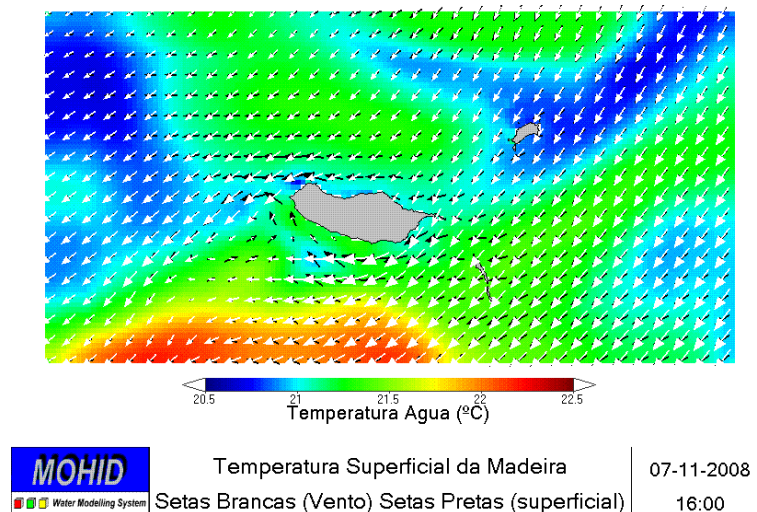 20.5 21 21.5 22 22.5
Temperatura Agua (ºC)
MOHID
Water Modelling System
Temperatura Superficial da Madeira
Setas Brancas (Vento) Setas Pretas (superficial)
07-11-2008
16:00